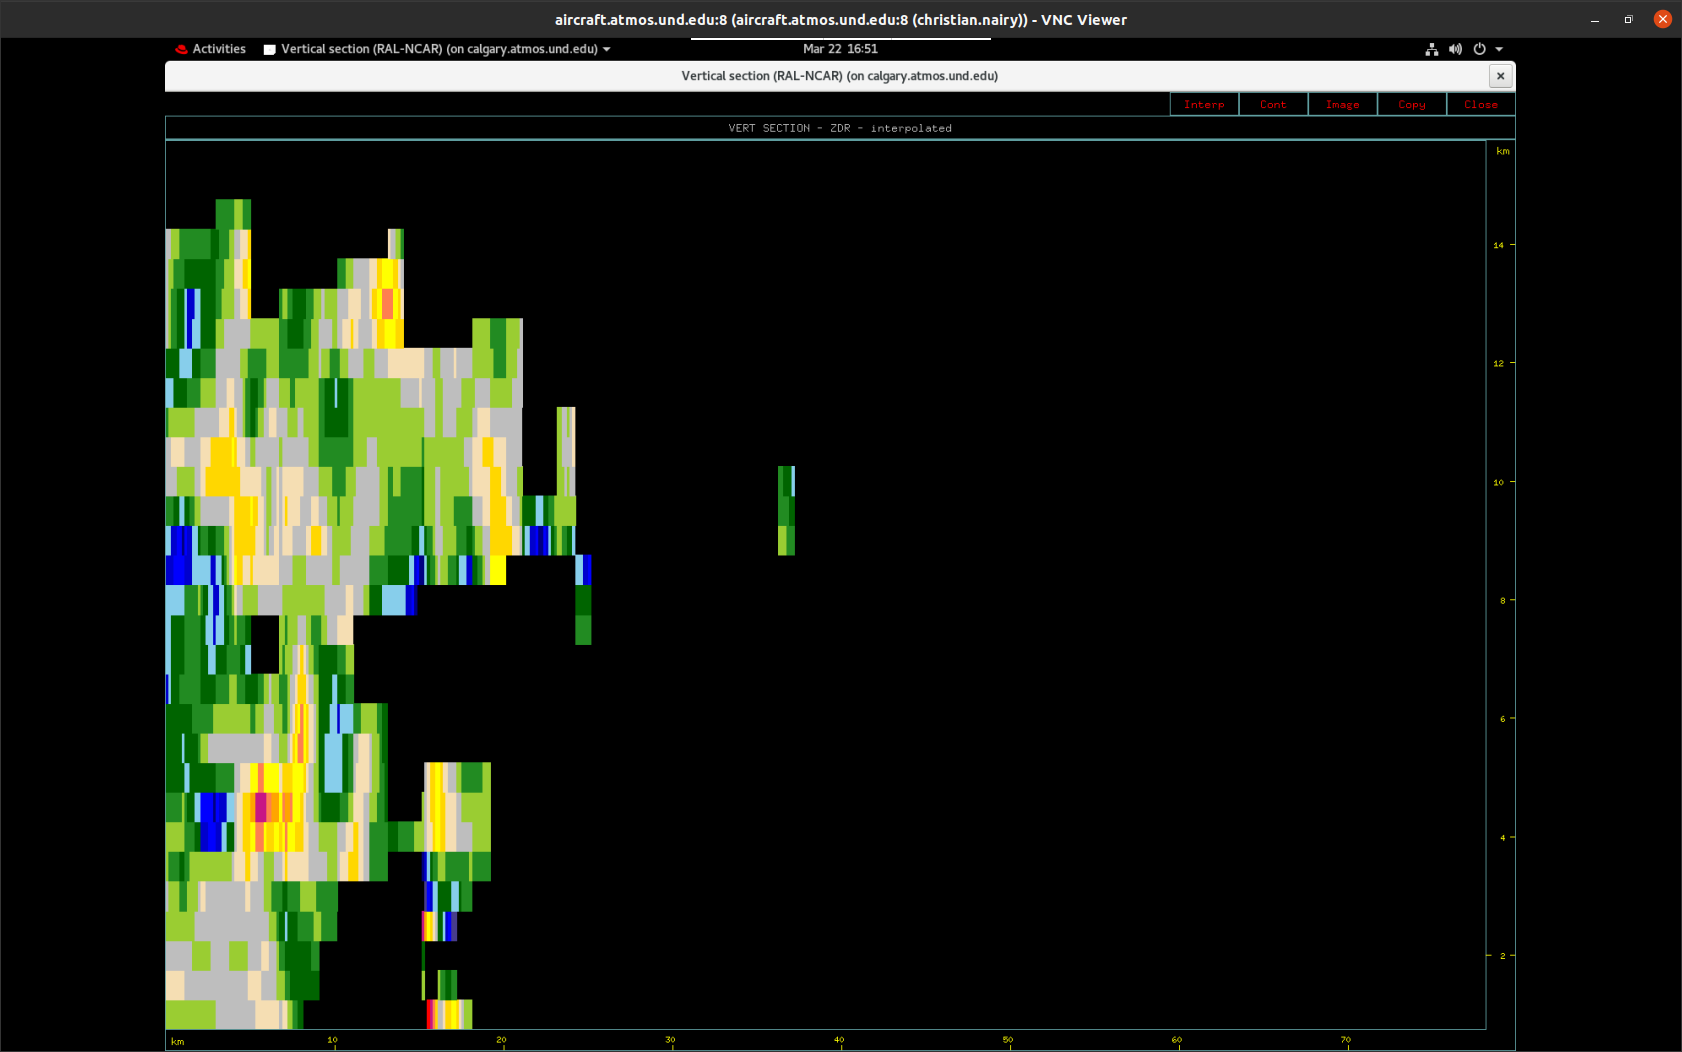 aircraft.atmos.und.edu:8 (aircraft.atmos.und.edu:8 (christian.nairy)) - VNC Viewer
Activities Vertical section (RAL-NCAR) (on calgary.atmos.und.edu) Mar 22 16:51
Vertical section (RAL-NCAR) (on calgary.atmos.und.edu)
Interp Cont Image Copy Close
VERT SECTION - ZDR - interpolated
km
14
12
10
8
6
4
2
km 10 20 30 40 50 60 70